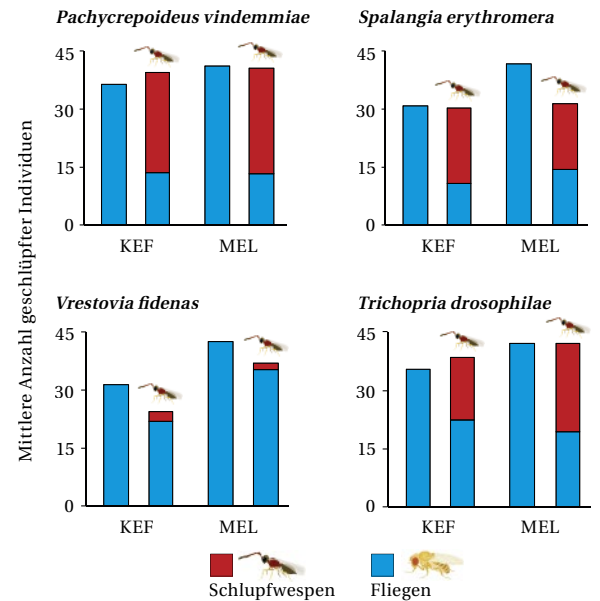 Pachycrepoideus vindemmiae
Spalangia erythromera
Mittlere Anzahl geschlüpfter Individuen
45
30
15
0
KEF MEL
45
30
15
0
KEF MEL
Vrestovia fidenas
Trichopria drosophilae
45
30
15
0
KEF MEL
45
30
15
0
KEF MEL
Schlupfwespen
Fliegen